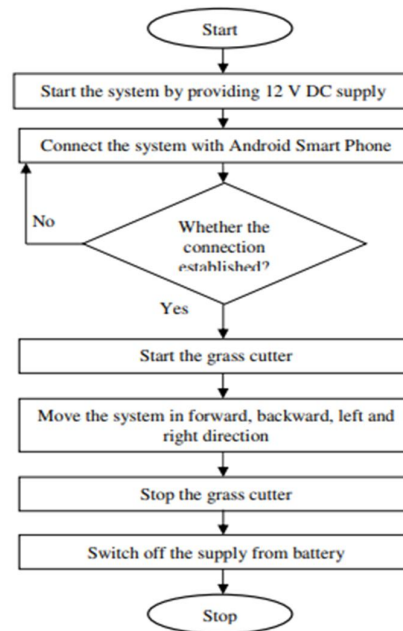 Start
Start the system by providing 12 V DC supply
Connect the system with Android Smart Phone
No
Whether the
connection
established?
Yes
Start the grass cutter
Move the system in forward, backward, left and
right direction
Stop the grass cutter
Switch off the supply from battery
Stop